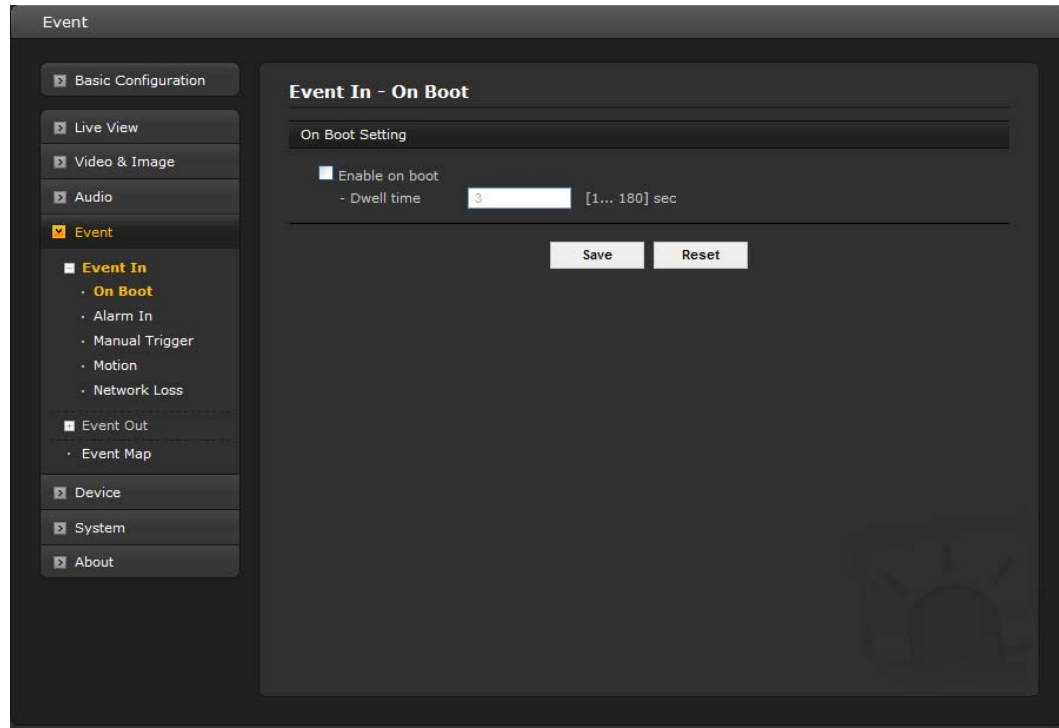 Event
Basic Configuration
Live View
Video & Image
Audio
Event
Event In
· On Boot
· Alarm In
· Manual Trigger
· Motion
· Network Loss
Event Out
· Event Map
Device
System
About
Event In - On Boot
On Boot Setting
Enable on boot
- Dwell time 3 [1... 180] sec
Save Reset